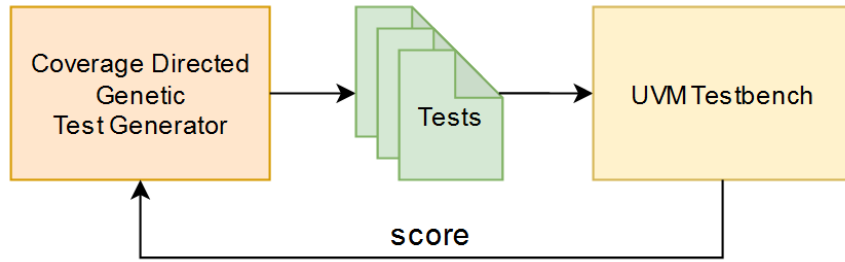 Coverage Directed
Genetic
Test Generator
Tests
UVM Testbench
score